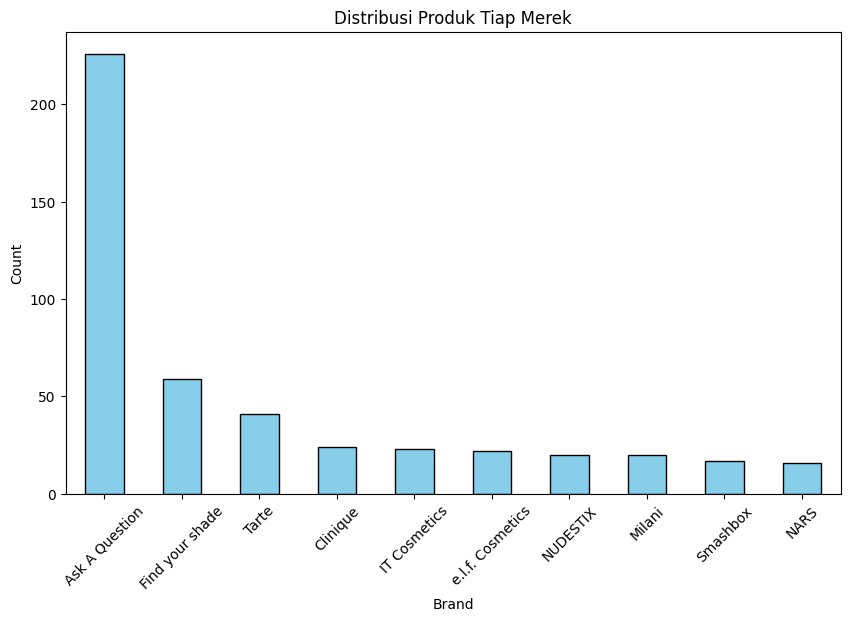 Distribusi Produk Tiap Merek
Count
200
150
100
50
0
Ask A Question
Find your shade
Tarte
Clinique
IT Cosmetics
e.l.f. Cosmetics
NUDESTIX
Milani
Smashbox
NARS
Brand